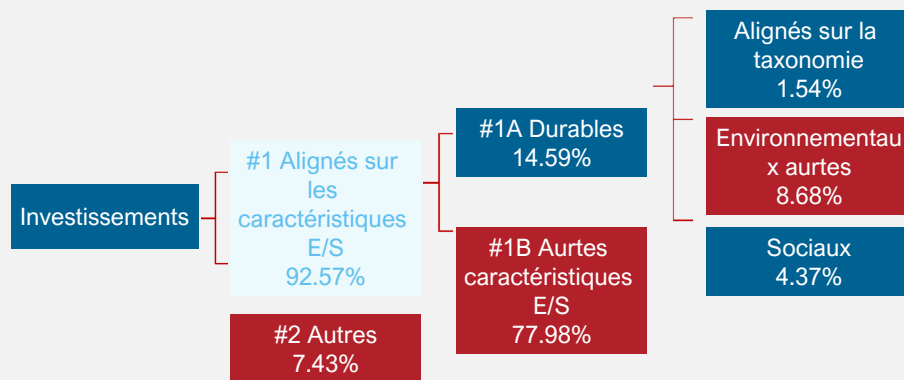 Investissements
#1 Alignés sur
les
caractéristiques
E/S
92.57%
#2 Autres
7.43%
#1A Durables
14.59%
#1B Aurtes
caractéristiques
E/S
77.98%
Alignés sur la
taxonomie
1.54%
Environnementau
x aurtes
8.68%
Sociaux
4.37%